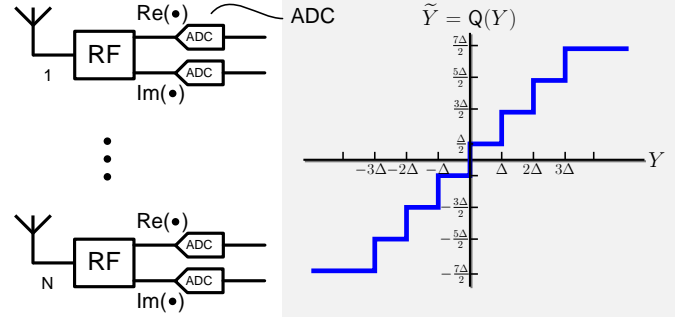 Re(•)
ADC
RF
ADC
1
ADC
Im(•)
Re(•)
ADC
RF
N
ADC
Im(•)
Ỹ = Q(Y)
7Δ/2
5Δ/2
3Δ/2
Δ/2
−3Δ −2Δ −Δ Δ 2Δ 3Δ Y
−3Δ/2
−5Δ/2
−7Δ/2